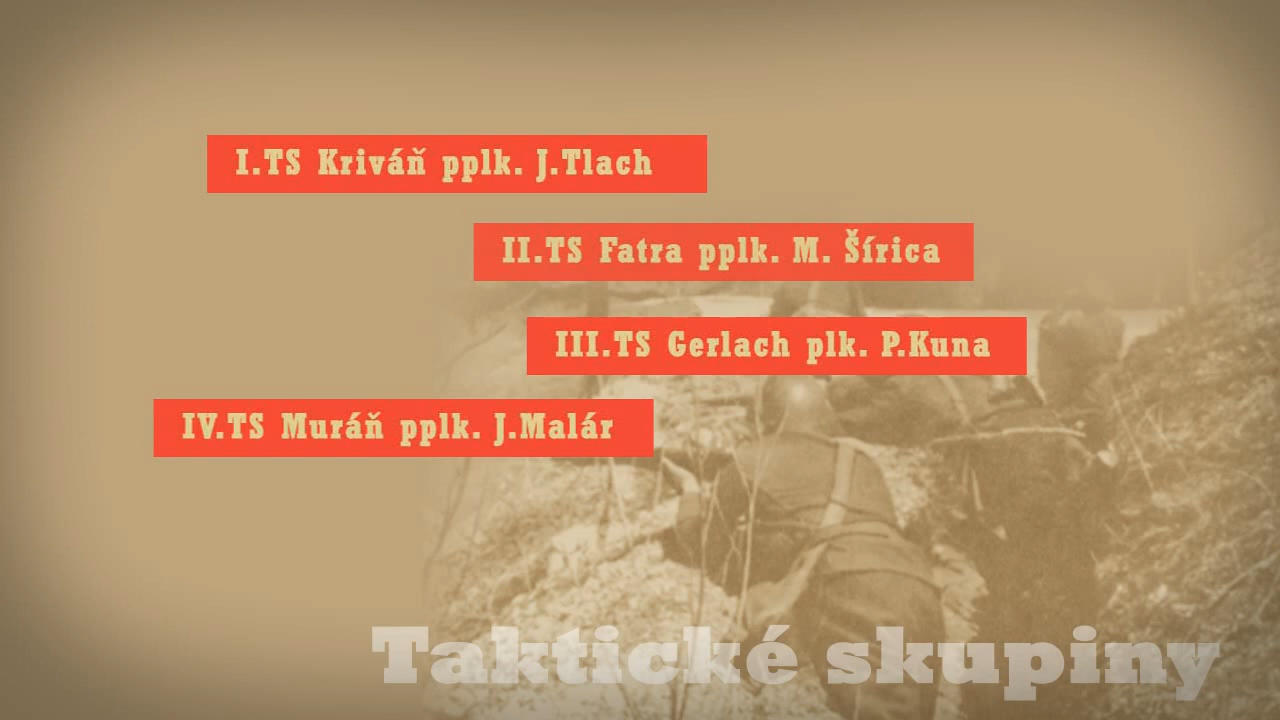 I.TS Kriváň pplk. J.Tlach
II.TS Fatra pplk. M. Šírica
III.TS Gerlach plk. P.Kuna
IV.TS Muráň pplk. J.Malár
Taktické skupiny